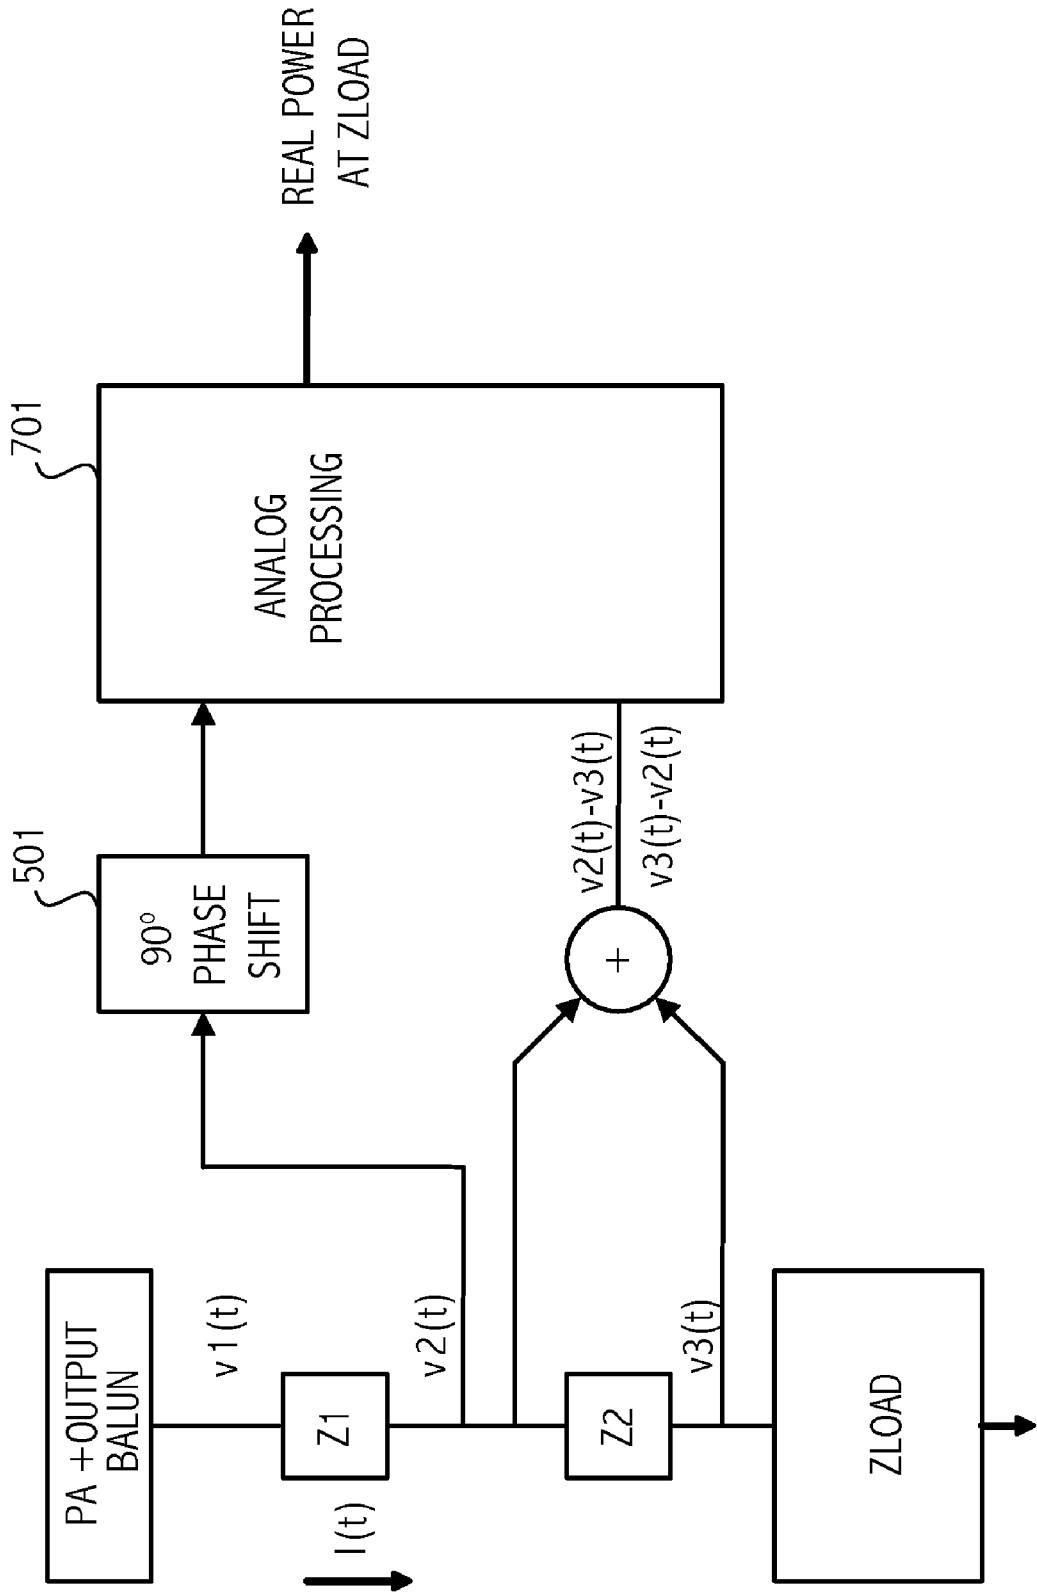 PA +OUTPUT
BALUN
v1(t)
I(t)
Z1
v2(t)
Z2
v3(t)
ZLOAD
501
90°
PHASE
SHIFT
+
v2(t)-v3(t)
v3(t)-v2(t)
701
ANALOG
PROCESSING
REAL POWER
AT ZLOAD